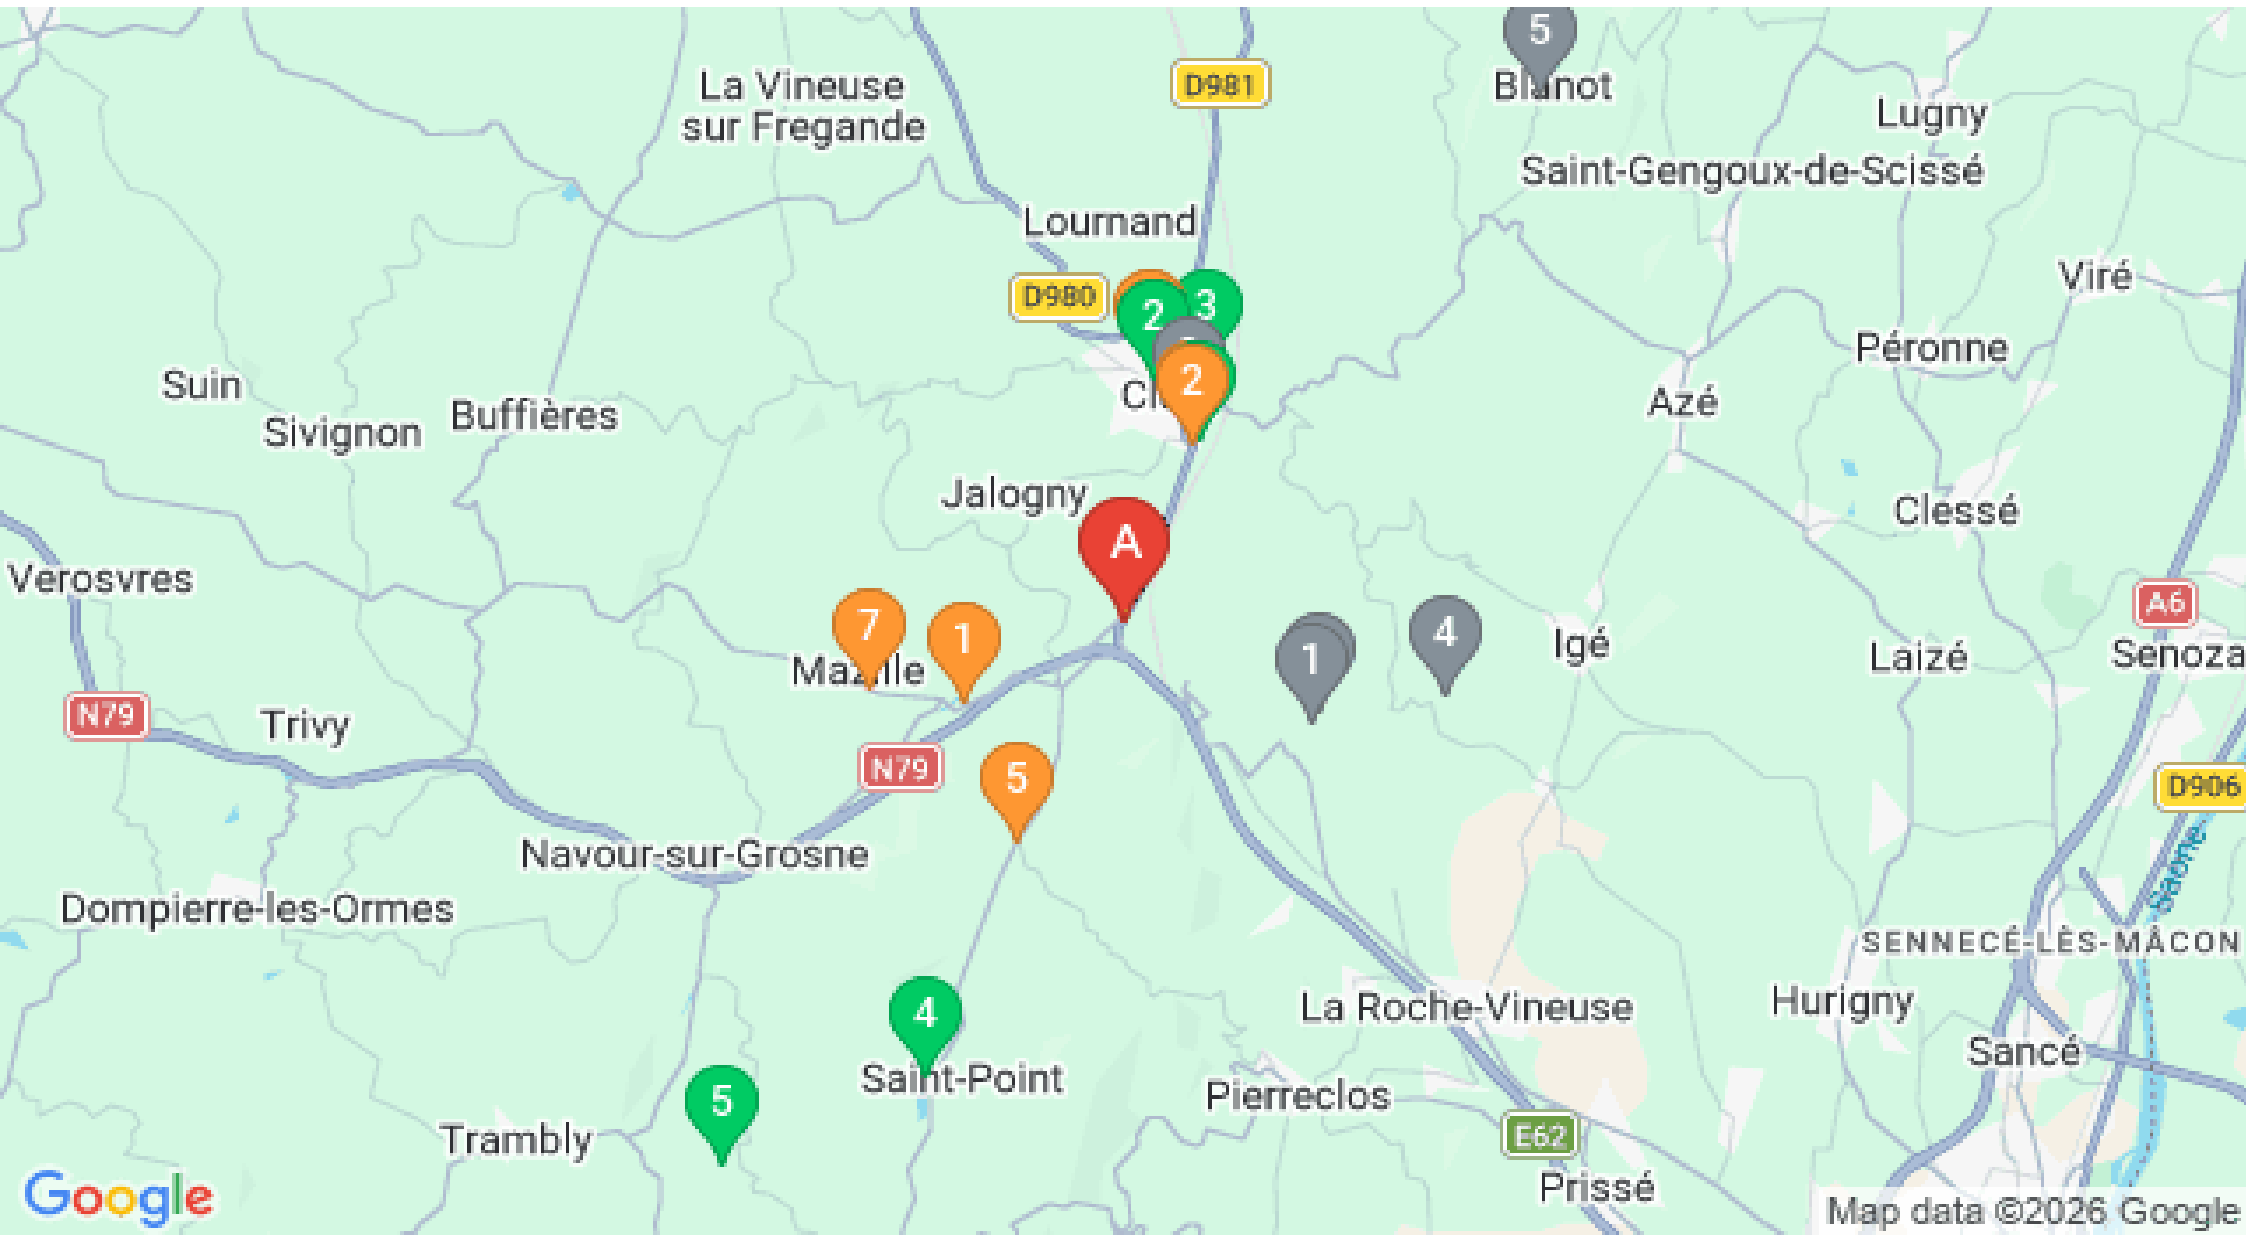 5
D981
La Vineuse
sur Fregande
Blanot
Lugny
Saint-Gengoux-de-Scissé
Lournand
Viré
D980
2
3
Péronne
Suin
2
Azé
Buffières
Sivignon
Jalogny
Clessé
A
Verosvres
A6
7
1
4
Igé
1
Laizé
Senoza
Mazille
N79
Trivy
N79
5
D906
Navour-sur-Grosne
Saône
Dompierre-les-Ormes
SENNECÉ-LÈS-MÂCON
4
La Roche-Vineuse
Hurigny
Sancé
Saint-Point
5
Pierreclos
Trambly
E62
Prissé
Google
Map data ©2026 Google